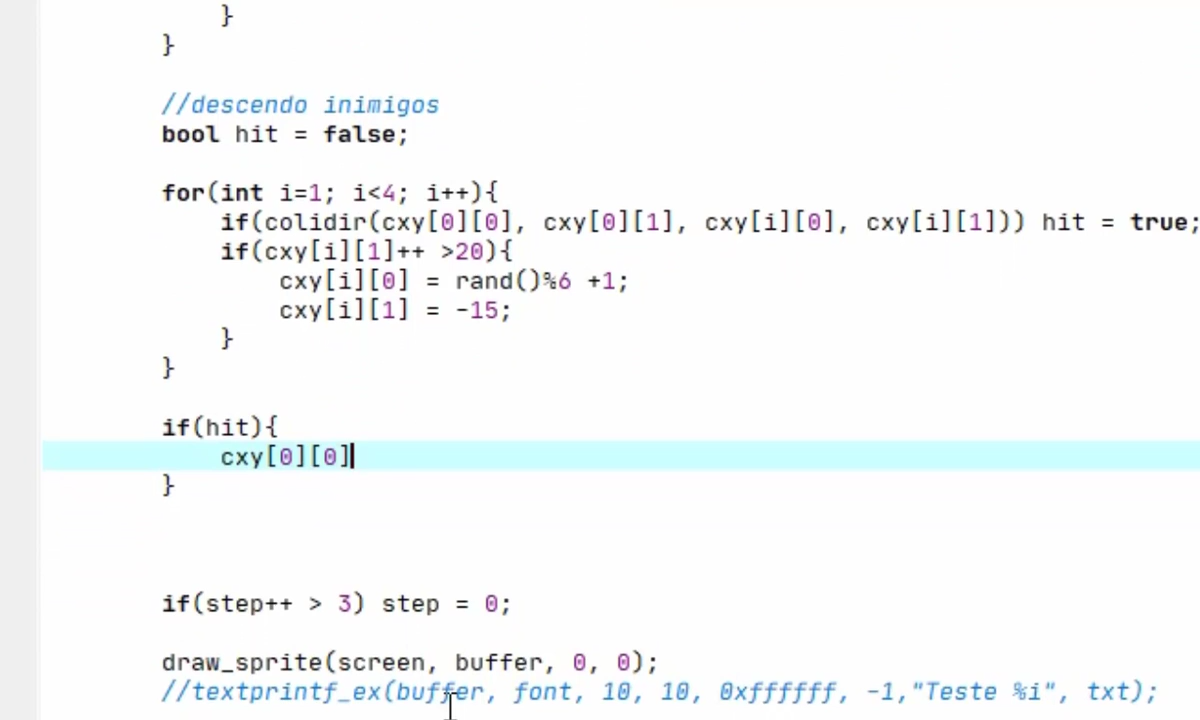 }
}
//descendo inimigos
bool hit = false;
for(int i=1; i<4; i++){
if(colidir(cxy[0][0], cxy[0][1], cxy[i][0], cxy[i][1])) hit = true;
if(cxy[i][1]++ >20){
cxy[i][0] = rand()%6 +1;
cxy[i][1] = -15;
}
}
if(hit){
cxy[0][0]
}
if(step++ > 3) step = 0;
draw_sprite(screen, buffer, 0, 0);
//textprintf_ex(buffer, font, 10, 10, 0xffffff, -1,"Teste %i", txt);